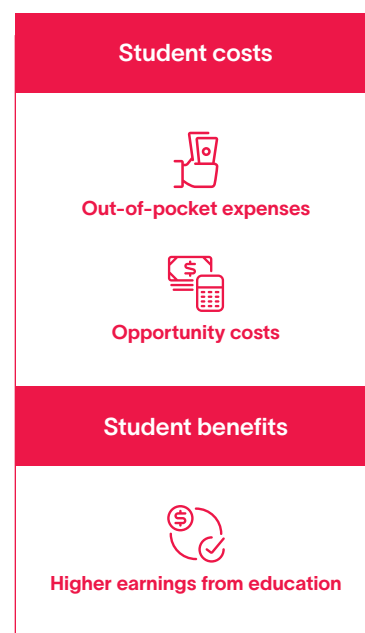 Student costs
Out-of-pocket expenses
$
Opportunity costs
Student benefits
$
Higher earnings from education